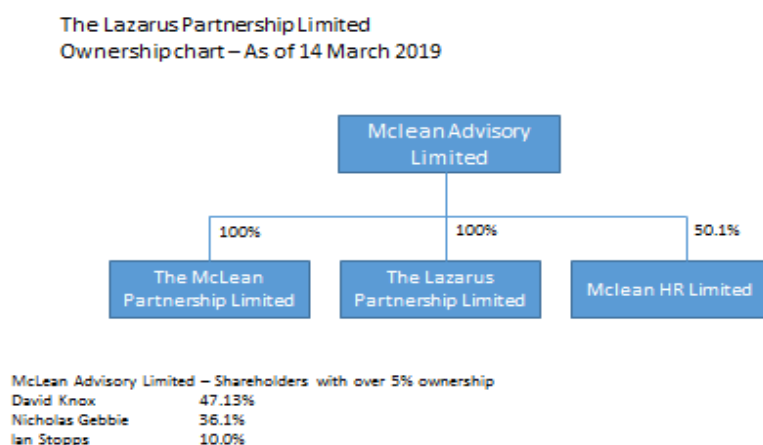 The Lazarus Partnership Limited
Ownership chart – As of 14 March 2019
Mclean Advisory
Limited
100%
100%
50.1%
The McLean
Partnership Limited
The Lazarus
Partnership Limited
Mclean HR Limited
McLean Advisory Limited – Shareholders with over 5% ownership
David Knox 47.13%
Nicholas Gebbie 36.1%
Ian Stopps 10.0%